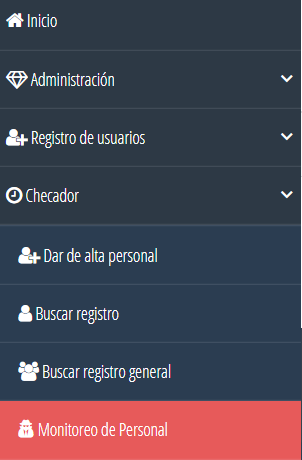 Inicio
Administración
Registro de usuarios
Checador
Dar de alta personal
Buscar registro
Buscar registro general
Monitoreo de Personal